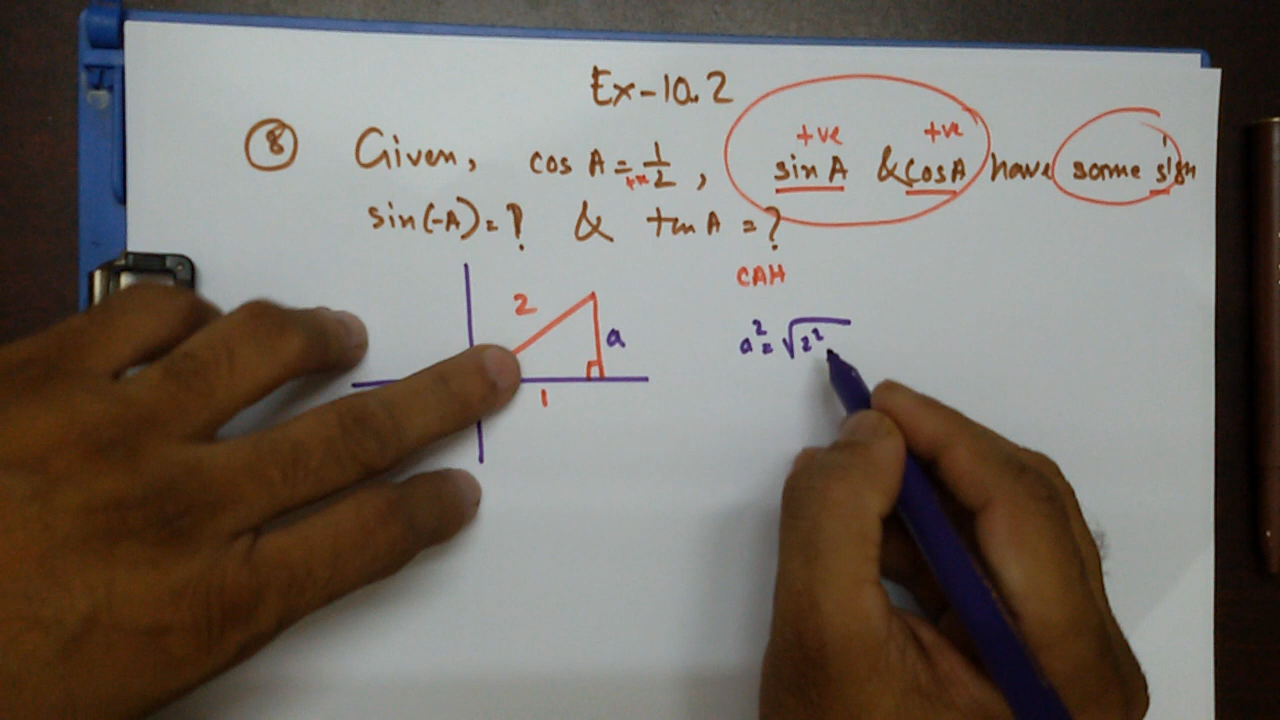 Ex-10.2
+ve +ve
8 Given, cos A = 1/2 , sin A & cos A have same sign
+ve
sin(-A) = ? & tan A = ?
CAH
2 a a² = √2²
1